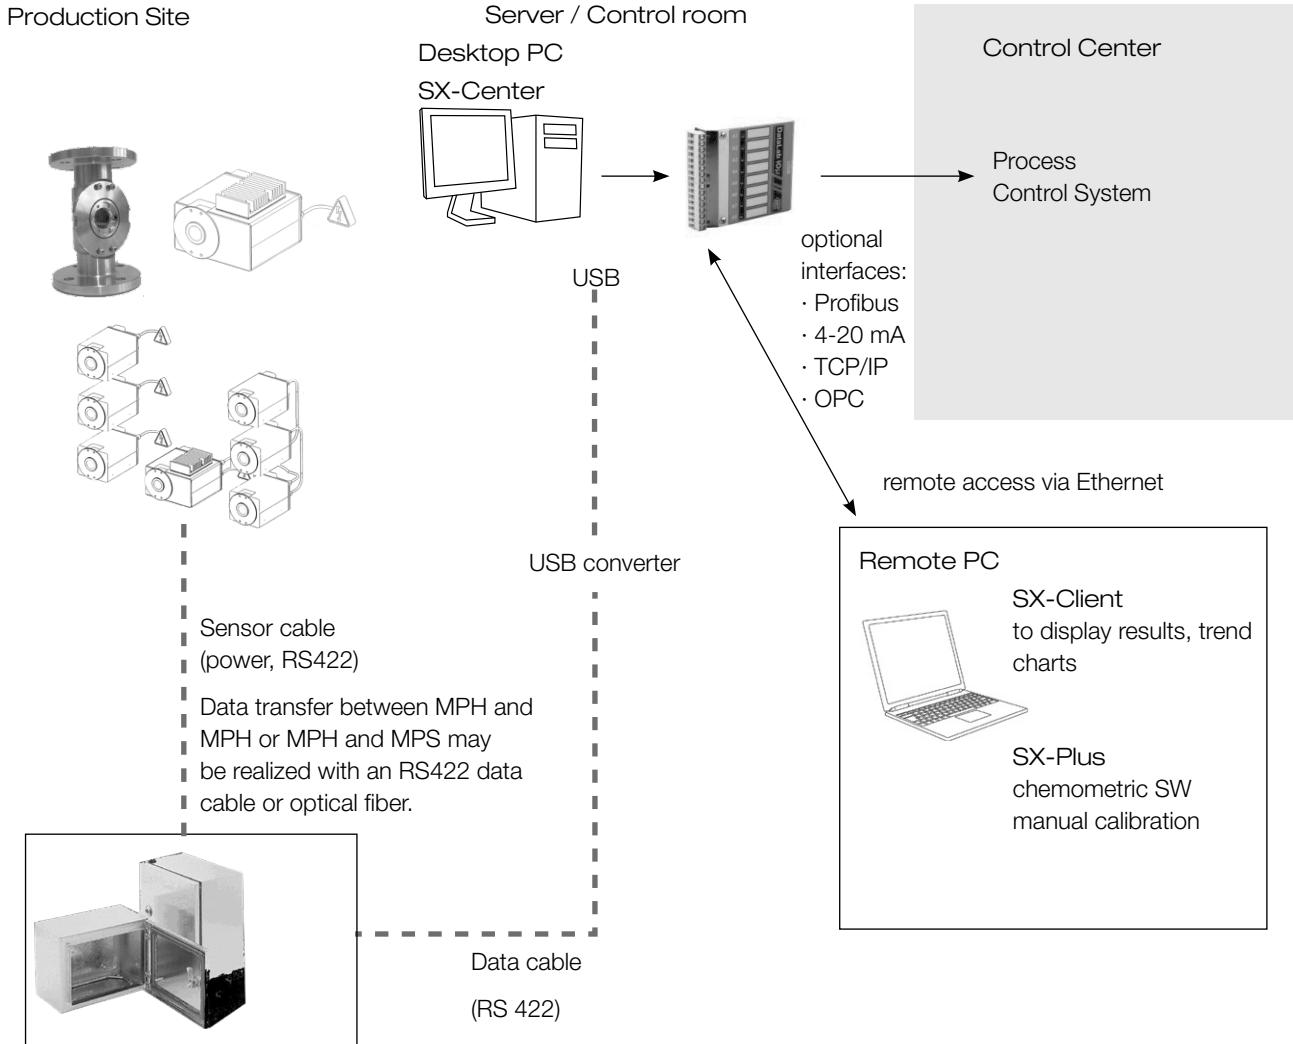 Production Site
Server / Control room
Desktop PC
SX-Center
Control Center
Process
Control System
optional
interfaces:
· Profibus
· 4-20 mA
· TCP/IP
· OPC
USB
remote access via Ethernet
USB converter
Remote PC
SX-Client
to display results, trend
charts
SX-Plus
chemometric SW
manual calibration
Sensor cable
(power, RS422)
Data transfer between MPH and
MPH or MPH and MPS may
be realized with an RS422 data
cable or optical fiber.
Data cable
(RS 422)